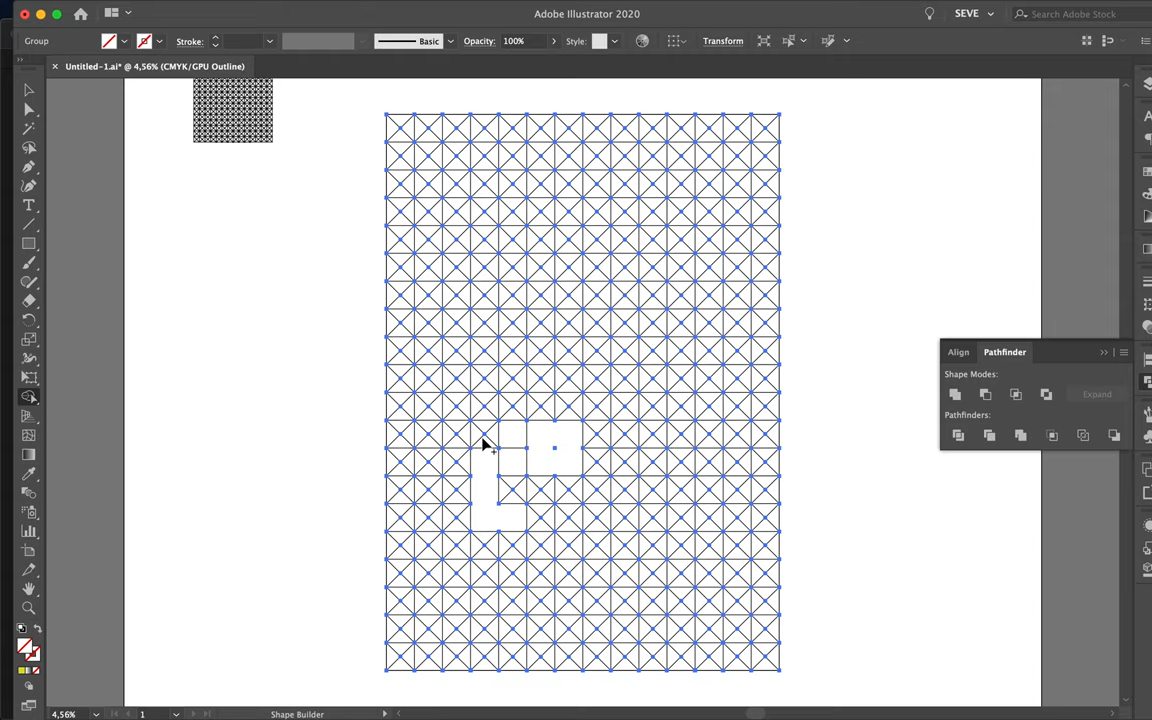 Adobe Illustrator 2020
SEVE
Search Adobe Stock
Group
Stroke:
Basic
Opacity:
100%
Style:
Transform
× Untitled-1.ai* @ 4,56% (CMYK/GPU Outline)
Align
Pathfinder
Shape Modes:
Expand
Pathfinders:
4,56%
1
Shape Builder